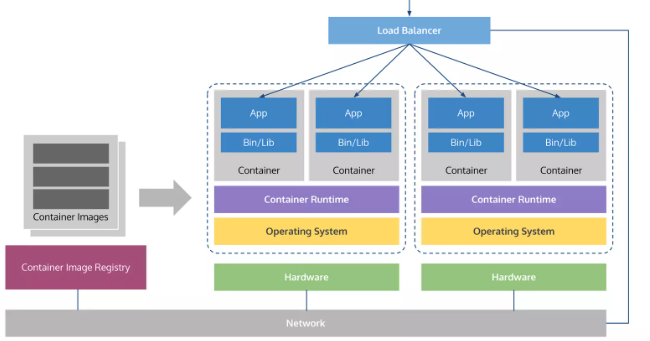 Load Balancer
App
App
App
App
Bin/Lib
Bin/Lib
Bin/Lib
Bin/Lib
Container
Container
Container
Container
Container Images
Container Runtime
Container Runtime
Operating System
Operating System
Container Image Registry
Hardware
Hardware
Network